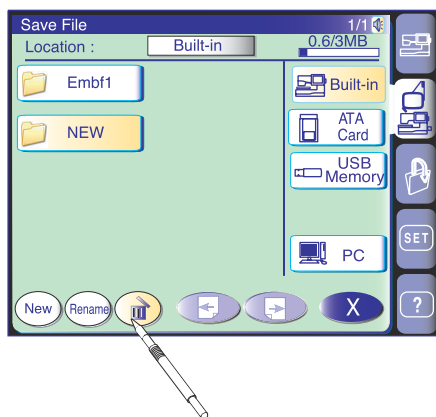 Save File
1/1
Location :
Built-in
0.6/3MB
Embf1
NEW
Built-in
ATA
Card
USB
Memory
PC
New
Rename
X
SET
?